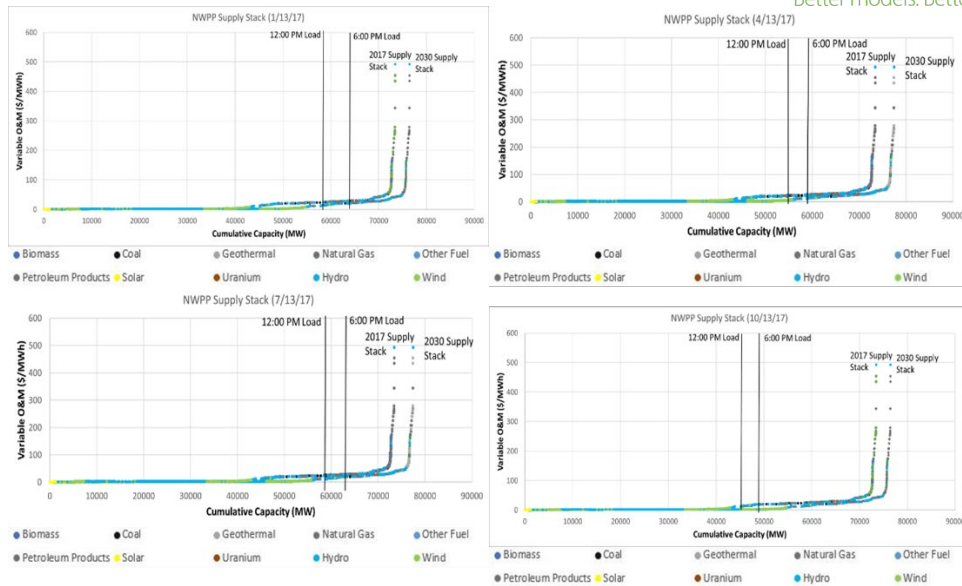 Better models. Bette
NWPP Supply Stack (1/13/17)
12:00 PM Load
6:00 PM Load
2017 Supply
Stack
2030 Supply
Stack
Variable O&M ($/MWh)
600
500
400
300
200
100
0
0 10000 20000 30000 40000 50000 60000 70000 80000 90000
Cumulative Capacity (MW)
Biomass Coal Geothermal Natural Gas Other Fuel
Petroleum Products Solar Uranium Hydro Wind
NWPP Supply Stack (4/13/17)
12:00 PM Load
6:00 PM Load
2017 Supply
Stack
2030 Supply
Stack
Variable O&M ($/MWh)
600
500
400
300
200
100
0
0 10000 20000 30000 40000 50000 60000 70000 80000 90000
Cumulative Capacity (MW)
Biomass Coal Geothermal Natural Gas Other Fuel
Petroleum Products Solar Uranium Hydro Wind
NWPP Supply Stack (7/13/17)
12:00 PM Load
6:00 PM Load
2017 Supply
Stack
2030 Supply
Stack
Variable O&M ($/MWh)
600
500
400
300
200
100
0
0 10000 20000 30000 40000 50000 60000 70000 80000 90000
Cumulative Capacity (MW)
Biomass Coal Geothermal Natural Gas Other Fuel
Petroleum Products Solar Uranium Hydro Wind
NWPP Supply Stack (10/13/17)
12:00 PM Load
6:00 PM Load
2017 Supply
Stack
2030 Supply
Stack
Variable O&M ($/MWh)
600
500
400
300
200
100
0
0 10000 20000 30000 40000 50000 60000 70000 80000 90000
Cumulative Capacity (MW)
Biomass Coal Geothermal Natural Gas Other Fuel
Petroleum Products Solar Uranium Hydro Wind